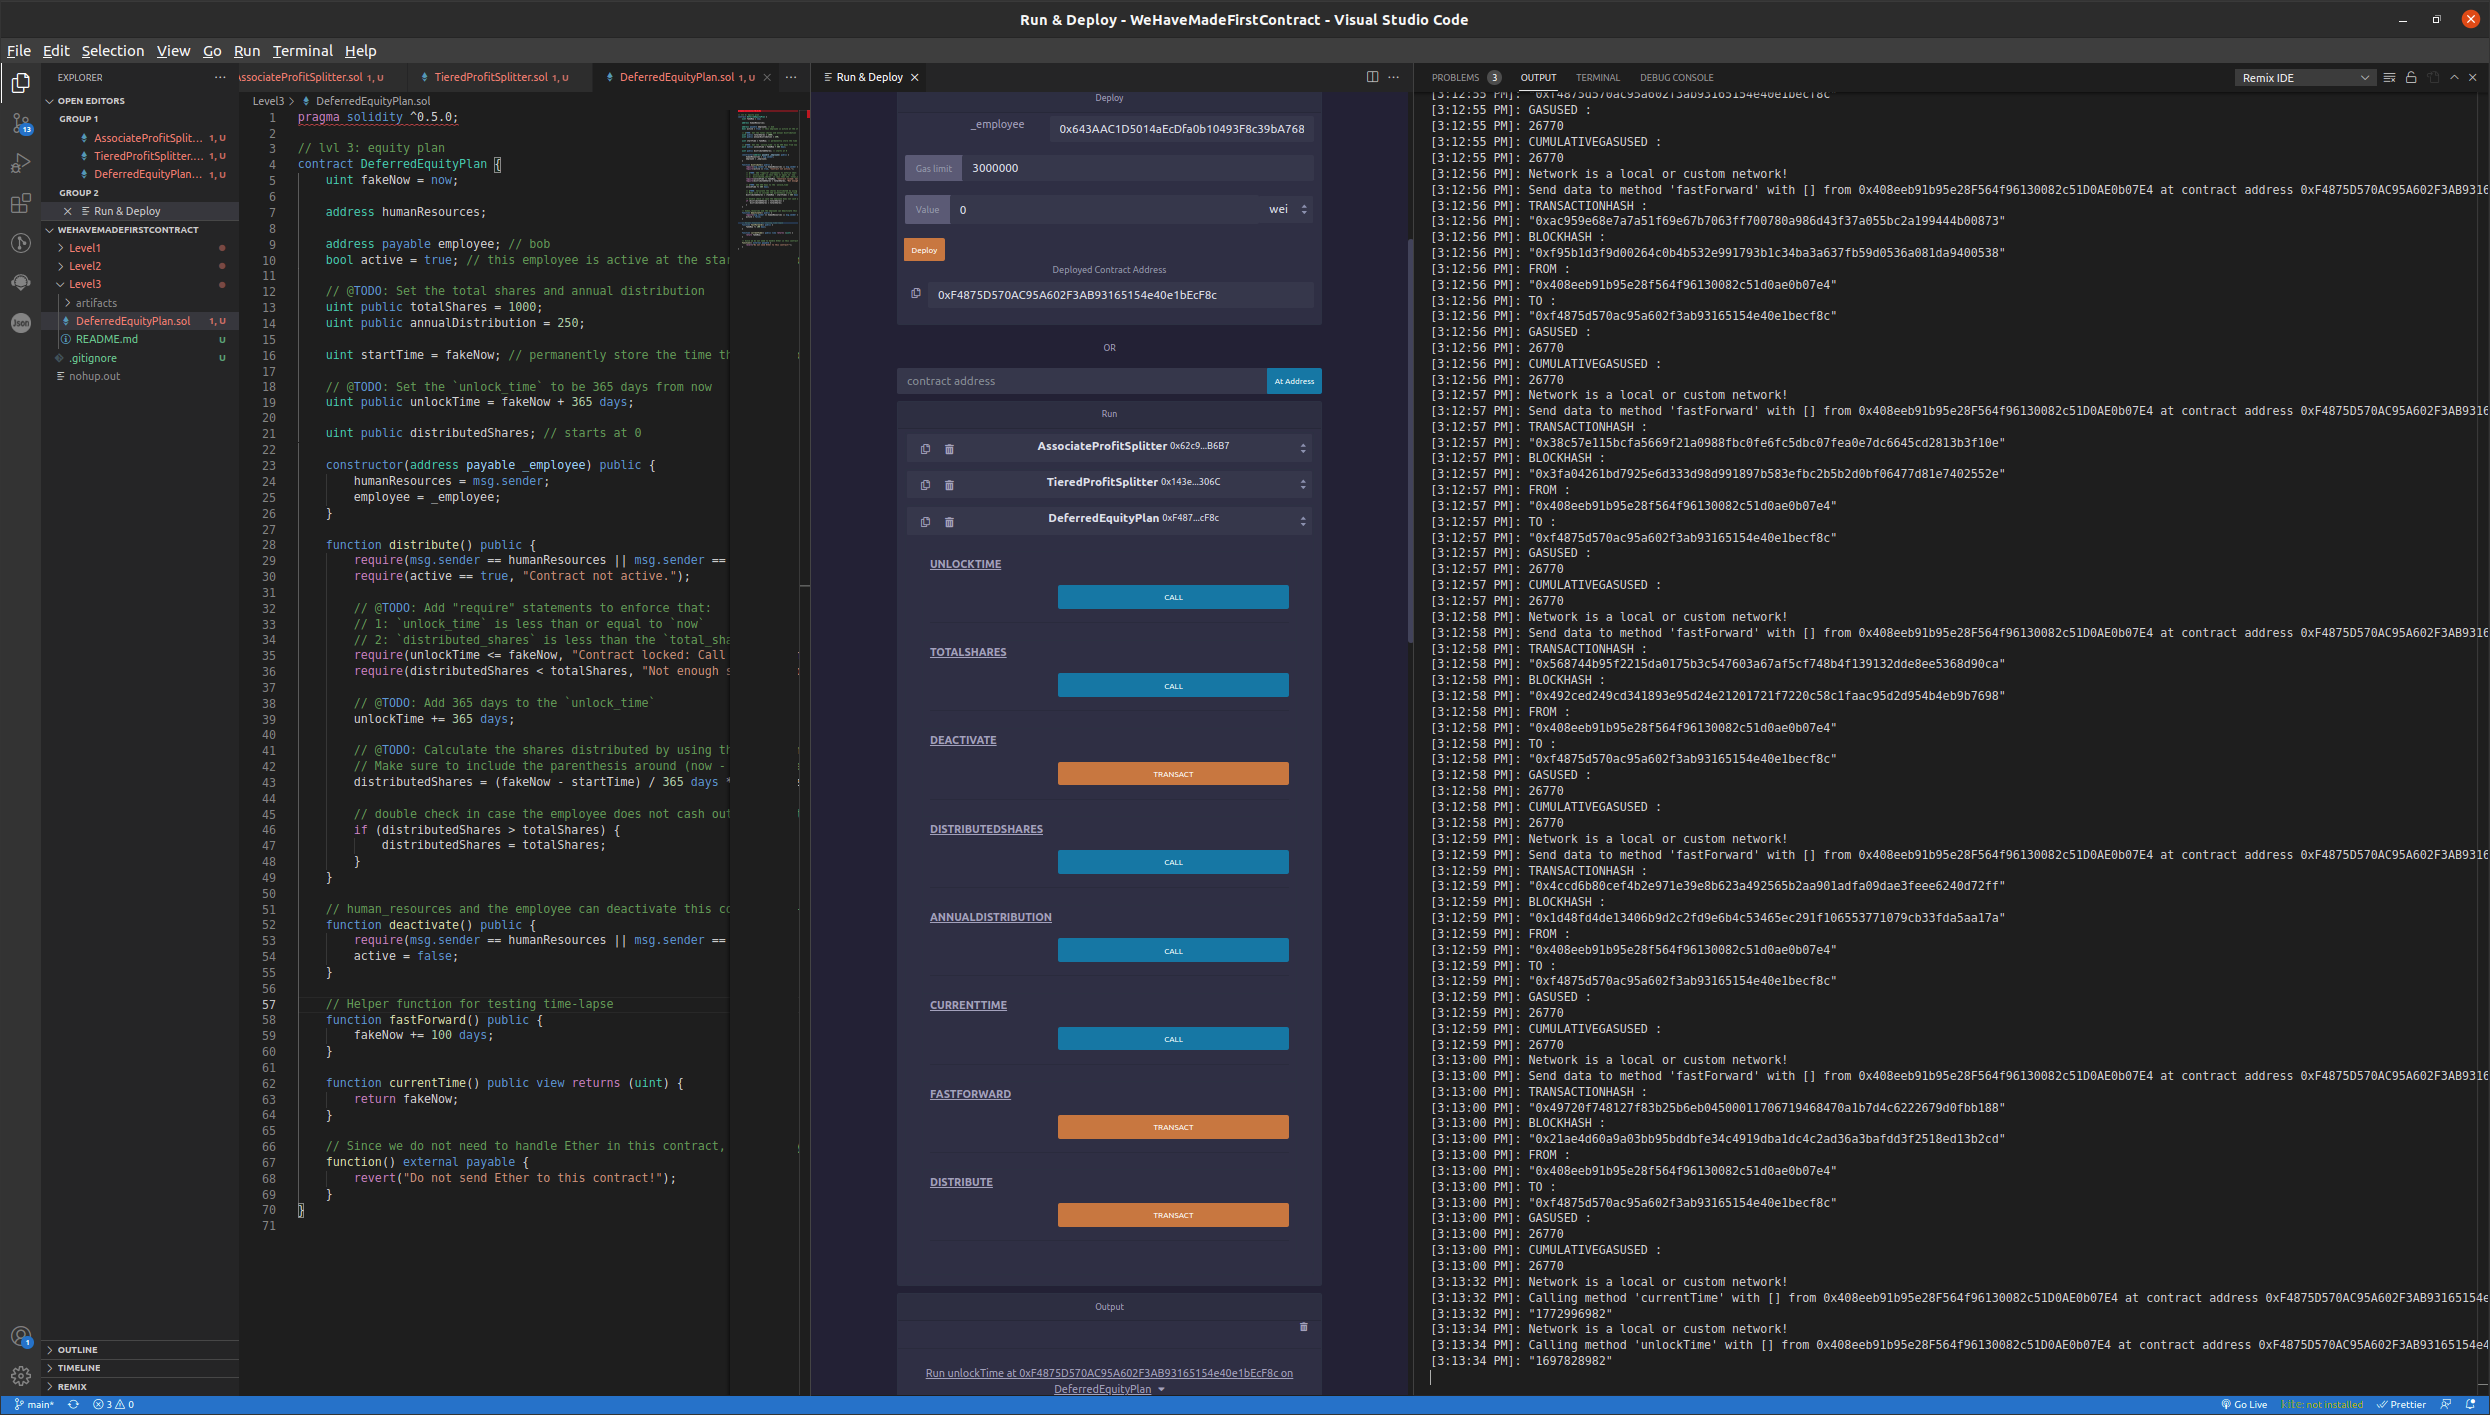 Run & Deploy - WeHaveMadeFirstContract - Visual Studio Code
File Edit Selection View Go Run Terminal Help
EXPLORER
OPEN EDITORS
GROUP 1
AssociateProfitSplit... 1, U
TieredProfitSplitter.... 1, U
DeferredEquityPlan... 1, U
GROUP 2
Run & Deploy
WEHAVEMADEFIRSTCONTRACT
Level1
Level2
Level3
artifacts
DeferredEquityPlan.sol 1, U
README.md U
.gitignore U
nohup.out
OUTLINE
TIMELINE
REMIX
13
Json
1
ssociateProfitSplitter.sol 1, U
TieredProfitSplitter.sol 1, U
DeferredEquityPlan.sol 1, U
Level3 > DeferredEquityPlan.sol
1 pragma solidity ^0.5.0;
2
3 // lvl 3: equity plan
4 contract DeferredEquityPlan {
5 uint fakeNow = now;
6
7 address humanResources;
8
9 address payable employee; // bob
10 bool active = true; // this employee is active at the star
11
12 // @TODO: Set the total shares and annual distribution
13 uint public totalShares = 1000;
14 uint public annualDistribution = 250;
15
16 uint startTime = fakeNow; // permanently store the time th
17
18 // @TODO: Set the `unlock_time` to be 365 days from now
19 uint public unlockTime = fakeNow + 365 days;
20
21 uint public distributedShares; // starts at 0
22
23 constructor(address payable _employee) public {
24 humanResources = msg.sender;
25 employee = _employee;
26 }
27
28 function distribute() public {
29 require(msg.sender == humanResources || msg.sender ==
30 require(active == true, "Contract not active.");
31
32 // @TODO: Add "require" statements to enforce that:
33 // 1: `unlock_time` is less than or equal to `now`
34 // 2: `distributed_shares` is less than the `total_sha
35 require(unlockTime <= fakeNow, "Contract locked: Call
36 require(distributedShares < totalShares, "Not enough s
37
38 // @TODO: Add 365 days to the `unlock_time`
39 unlockTime += 365 days;
40
41 // @TODO: Calculate the shares distributed by using th
42 // Make sure to include the parenthesis around (now -
43 distributedShares = (fakeNow - startTime) / 365 days *
44
45 // double check in case the employee does not cash out
46 if (distributedShares > totalShares) {
47 distributedShares = totalShares;
48 }
49 }
50
51 // human_resources and the employee can deactivate this co
52 function deactivate() public {
53 require(msg.sender == humanResources || msg.sender ==
54 active = false;
55 }
56
57 // Helper function for testing time-lapse
58 function fastForward() public {
59 fakeNow += 100 days;
60 }
61
62 function currentTime() public view returns (uint) {
63 return fakeNow;
64 }
65
66 // Since we do not need to handle Ether in this contract,
67 function() external payable {
68 revert("Do not send Ether to this contract!");
69 }
70 }
71
Run & Deploy
Deploy
_employee 0x643AAC1D5014aEcDfa0b10493F8c39bA768
Gas limit 3000000
Value 0 wei
Deploy
Deployed Contract Address
0xF4875D570AC95A602F3AB93165154e40e1bEcF8c
OR
contract address At Address
Run
AssociateProfitSplitter 0x62c9...B6B7
TieredProfitSplitter 0x143e...306C
DeferredEquityPlan 0xF487...cF8c
UNLOCKTIME
CALL
TOTALSHARES
CALL
DEACTIVATE
TRANSACT
DISTRIBUTEDSHARES
CALL
ANNUALDISTRIBUTION
CALL
CURRENTTIME
CALL
FASTFORWARD
TRANSACT
DISTRIBUTE
TRANSACT
Output
Run unlockTime at 0xF4875D570AC95A602F3AB93165154e40e1bEcF8c on
DeferredEquityPlan
PROBLEMS 3 OUTPUT TERMINAL DEBUG CONSOLE Remix IDE
[3:12:55 PM]: "0xf4875d570ac95a602f3ab93165154e40e1becf8c"
[3:12:55 PM]: GASUSED :
[3:12:55 PM]: 26770
[3:12:55 PM]: CUMULATIVEGASUSED :
[3:12:55 PM]: 26770
[3:12:56 PM]: Network is a local or custom network!
[3:12:56 PM]: Send data to method 'fastForward' with [] from 0x408eeb91b95e28F564f96130082c51D0AE0b07E4 at contract address 0xF4875D570AC95A602F3AB9316
[3:12:56 PM]: TRANSACTIONHASH :
[3:12:56 PM]: "0xac959e68e7a7a51f69e67b7063ff700780a986d43f37a055bc2a199444b00873"
[3:12:56 PM]: BLOCKHASH :
[3:12:56 PM]: "0xf95b1d3f9d00264c0b4b532e991793b1c34ba3a637fb59d0536a081da9400538"
[3:12:56 PM]: FROM :
[3:12:56 PM]: "0x408eeb91b95e28f564f96130082c51d0ae0b07e4"
[3:12:56 PM]: TO :
[3:12:56 PM]: "0xf4875d570ac95a602f3ab93165154e40e1becf8c"
[3:12:56 PM]: GASUSED :
[3:12:56 PM]: 26770
[3:12:56 PM]: CUMULATIVEGASUSED :
[3:12:56 PM]: 26770
[3:12:57 PM]: Network is a local or custom network!
[3:12:57 PM]: Send data to method 'fastForward' with [] from 0x408eeb91b95e28F564f96130082c51D0AE0b07E4 at contract address 0xF4875D570AC95A602F3AB9316
[3:12:57 PM]: TRANSACTIONHASH :
[3:12:57 PM]: "0x38c57e115bcfa5669f21a0988fbc0fe6fc5dbc07fea0e7dc6645cd2813b3f10e"
[3:12:57 PM]: BLOCKHASH :
[3:12:57 PM]: "0x3fa04261bd7925e6d333d98d991897b583efbc2b5b2d0bf06477d81e7402552e"
[3:12:57 PM]: FROM :
[3:12:57 PM]: "0x408eeb91b95e28f564f96130082c51d0ae0b07e4"
[3:12:57 PM]: TO :
[3:12:57 PM]: "0xf4875d570ac95a602f3ab93165154e40e1becf8c"
[3:12:57 PM]: GASUSED :
[3:12:57 PM]: 26770
[3:12:57 PM]: CUMULATIVEGASUSED :
[3:12:57 PM]: 26770
[3:12:58 PM]: Network is a local or custom network!
[3:12:58 PM]: Send data to method 'fastForward' with [] from 0x408eeb91b95e28F564f96130082c51D0AE0b07E4 at contract address 0xF4875D570AC95A602F3AB9316
[3:12:58 PM]: TRANSACTIONHASH :
[3:12:58 PM]: "0x568744b95f2215da0175b3c547603a67af5cf748b4f139132dde8ee5368d90ca"
[3:12:58 PM]: BLOCKHASH :
[3:12:58 PM]: "0x492ced249cd341893e95d24e21201721f7220c58c1faac95d2d954b4eb9b7698"
[3:12:58 PM]: FROM :
[3:12:58 PM]: "0x408eeb91b95e28f564f96130082c51d0ae0b07e4"
[3:12:58 PM]: TO :
[3:12:58 PM]: "0xf4875d570ac95a602f3ab93165154e40e1becf8c"
[3:12:58 PM]: GASUSED :
[3:12:58 PM]: 26770
[3:12:58 PM]: CUMULATIVEGASUSED :
[3:12:58 PM]: 26770
[3:12:59 PM]: Network is a local or custom network!
[3:12:59 PM]: Send data to method 'fastForward' with [] from 0x408eeb91b95e28F564f96130082c51D0AE0b07E4 at contract address 0xF4875D570AC95A602F3AB9316
[3:12:59 PM]: TRANSACTIONHASH :
[3:12:59 PM]: "0x4ccd6b80cef4b2e971e39e8b623a492565b2aa901adfa09dae3feee6240d72ff"
[3:12:59 PM]: BLOCKHASH :
[3:12:59 PM]: "0x1d48fd4de13406b9d2c2fd9e6b4c53465ec291f106553771079cb33fda5aa17a"
[3:12:59 PM]: FROM :
[3:12:59 PM]: "0x408eeb91b95e28f564f96130082c51d0ae0b07e4"
[3:12:59 PM]: TO :
[3:12:59 PM]: "0xf4875d570ac95a602f3ab93165154e40e1becf8c"
[3:12:59 PM]: GASUSED :
[3:12:59 PM]: 26770
[3:12:59 PM]: CUMULATIVEGASUSED :
[3:12:59 PM]: 26770
[3:13:00 PM]: Network is a local or custom network!
[3:13:00 PM]: Send data to method 'fastForward' with [] from 0x408eeb91b95e28F564f96130082c51D0AE0b07E4 at contract address 0xF4875D570AC95A602F3AB9316
[3:13:00 PM]: TRANSACTIONHASH :
[3:13:00 PM]: "0x49720f748127f83b25b6eb04500011706719468470a1b7d4c6222679d0fbb188"
[3:13:00 PM]: BLOCKHASH :
[3:13:00 PM]: "0x21ae4d60a9a03bb95bddbfe34c4919dba1dc4c2ad36a3bafdd3f2518ed13b2cd"
[3:13:00 PM]: FROM :
[3:13:00 PM]: "0x408eeb91b95e28f564f96130082c51d0ae0b07e4"
[3:13:00 PM]: TO :
[3:13:00 PM]: "0xf4875d570ac95a602f3ab93165154e40e1becf8c"
[3:13:00 PM]: GASUSED :
[3:13:00 PM]: 26770
[3:13:00 PM]: CUMULATIVEGASUSED :
[3:13:00 PM]: 26770
[3:13:32 PM]: Network is a local or custom network!
[3:13:32 PM]: Calling method 'currentTime' with [] from 0x408eeb91b95e28F564f96130082c51D0AE0b07E4 at contract address 0xF4875D570AC95A602F3AB93165154e
[3:13:32 PM]: "1772996982"
[3:13:34 PM]: Network is a local or custom network!
[3:13:34 PM]: Calling method 'unlockTime' with [] from 0x408eeb91b95e28F564f96130082c51D0AE0b07E4 at contract address 0xF4875D570AC95A602F3AB93165154e4
[3:13:34 PM]: "1697828982"
main* 3 0 Go Live kite: not installed Prettier